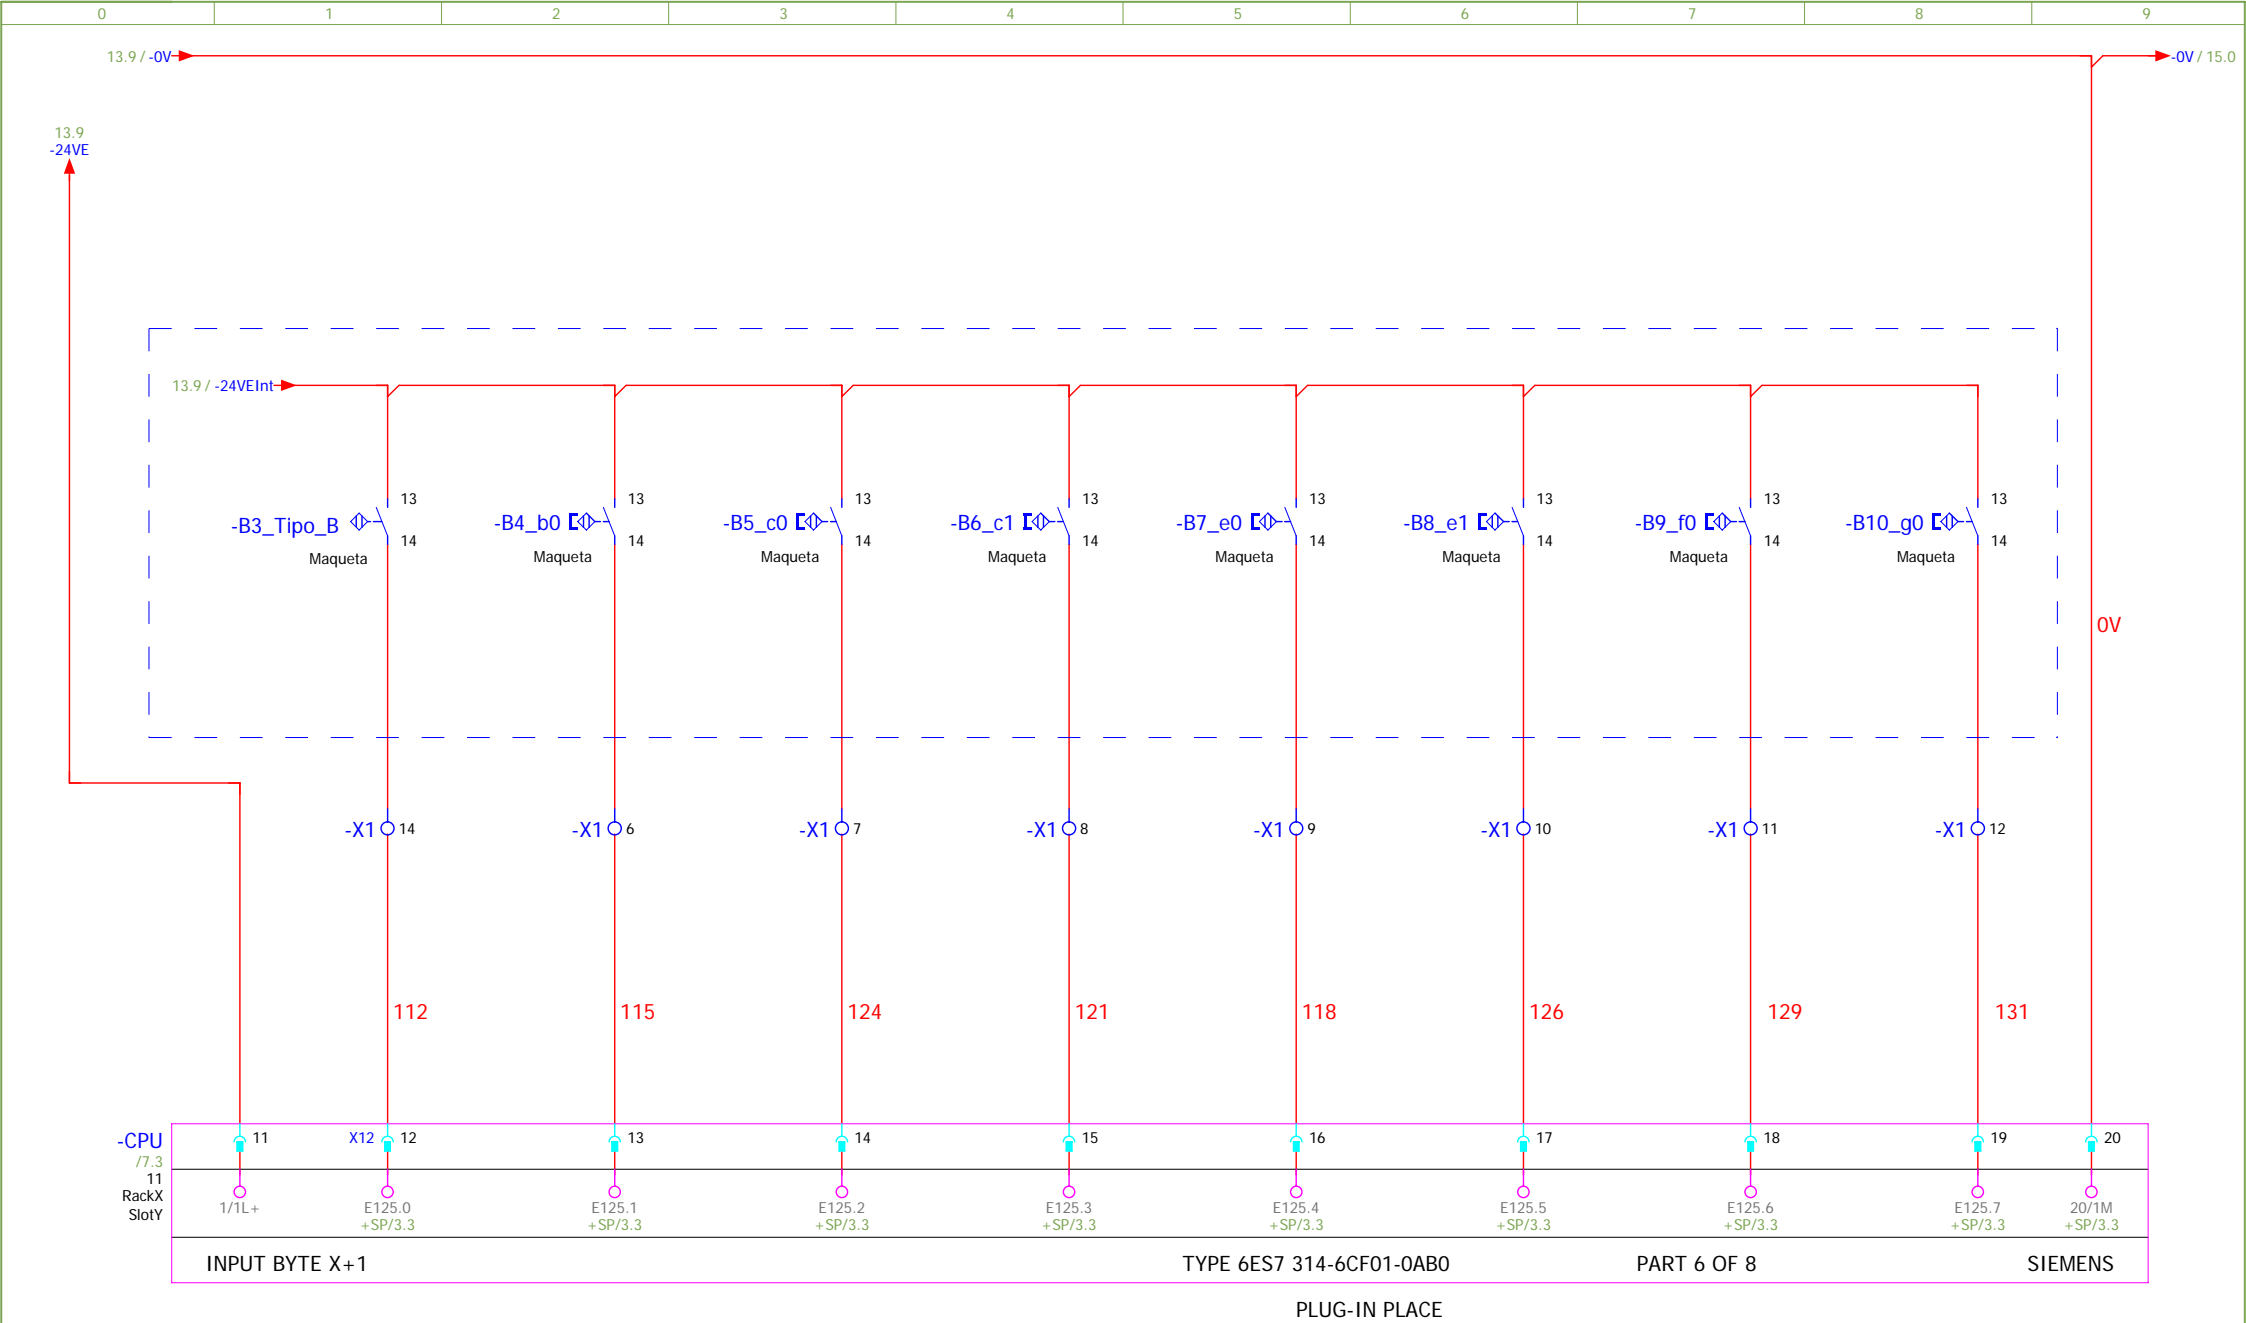 0 1 2 3 4 5 6 7 8 9
13.9 / -0V -0V / 15.0
13.9
-24VE
13.9 / -24VEInt
13 13 13 13 13 13 13 13
-B3_Tipo_B -B4_b0 -B5_c0 -B6_c1 -B7_e0 -B8_e1 -B9_f0 -B10_g0
14 14 14 14 14 14 14 14
Maqueta Maqueta Maqueta Maqueta Maqueta Maqueta Maqueta Maqueta
0V
-X1 14 -X1 6 -X1 7 -X1 8 -X1 9 -X1 10 -X1 11 -X1 12
112 115 124 121 118 126 129 131
-CPU 11 X12 12 13 14 15 16 17 18 19 20
/7.3
11
RackX
SlotY
1/1L+ E125.0 E125.1 E125.2 E125.3 E125.4 E125.5 E125.6 E125.7 20/1M
+SP/3.3 +SP/3.3 +SP/3.3 +SP/3.3 +SP/3.3 +SP/3.3 +SP/3.3 +SP/3.3 +SP/3.3
INPUT BYTE X+1 TYPE 6ES7 314-6CF01-0AB0 PART 6 OF 8 SIEMENS
PLUG-IN PLACE